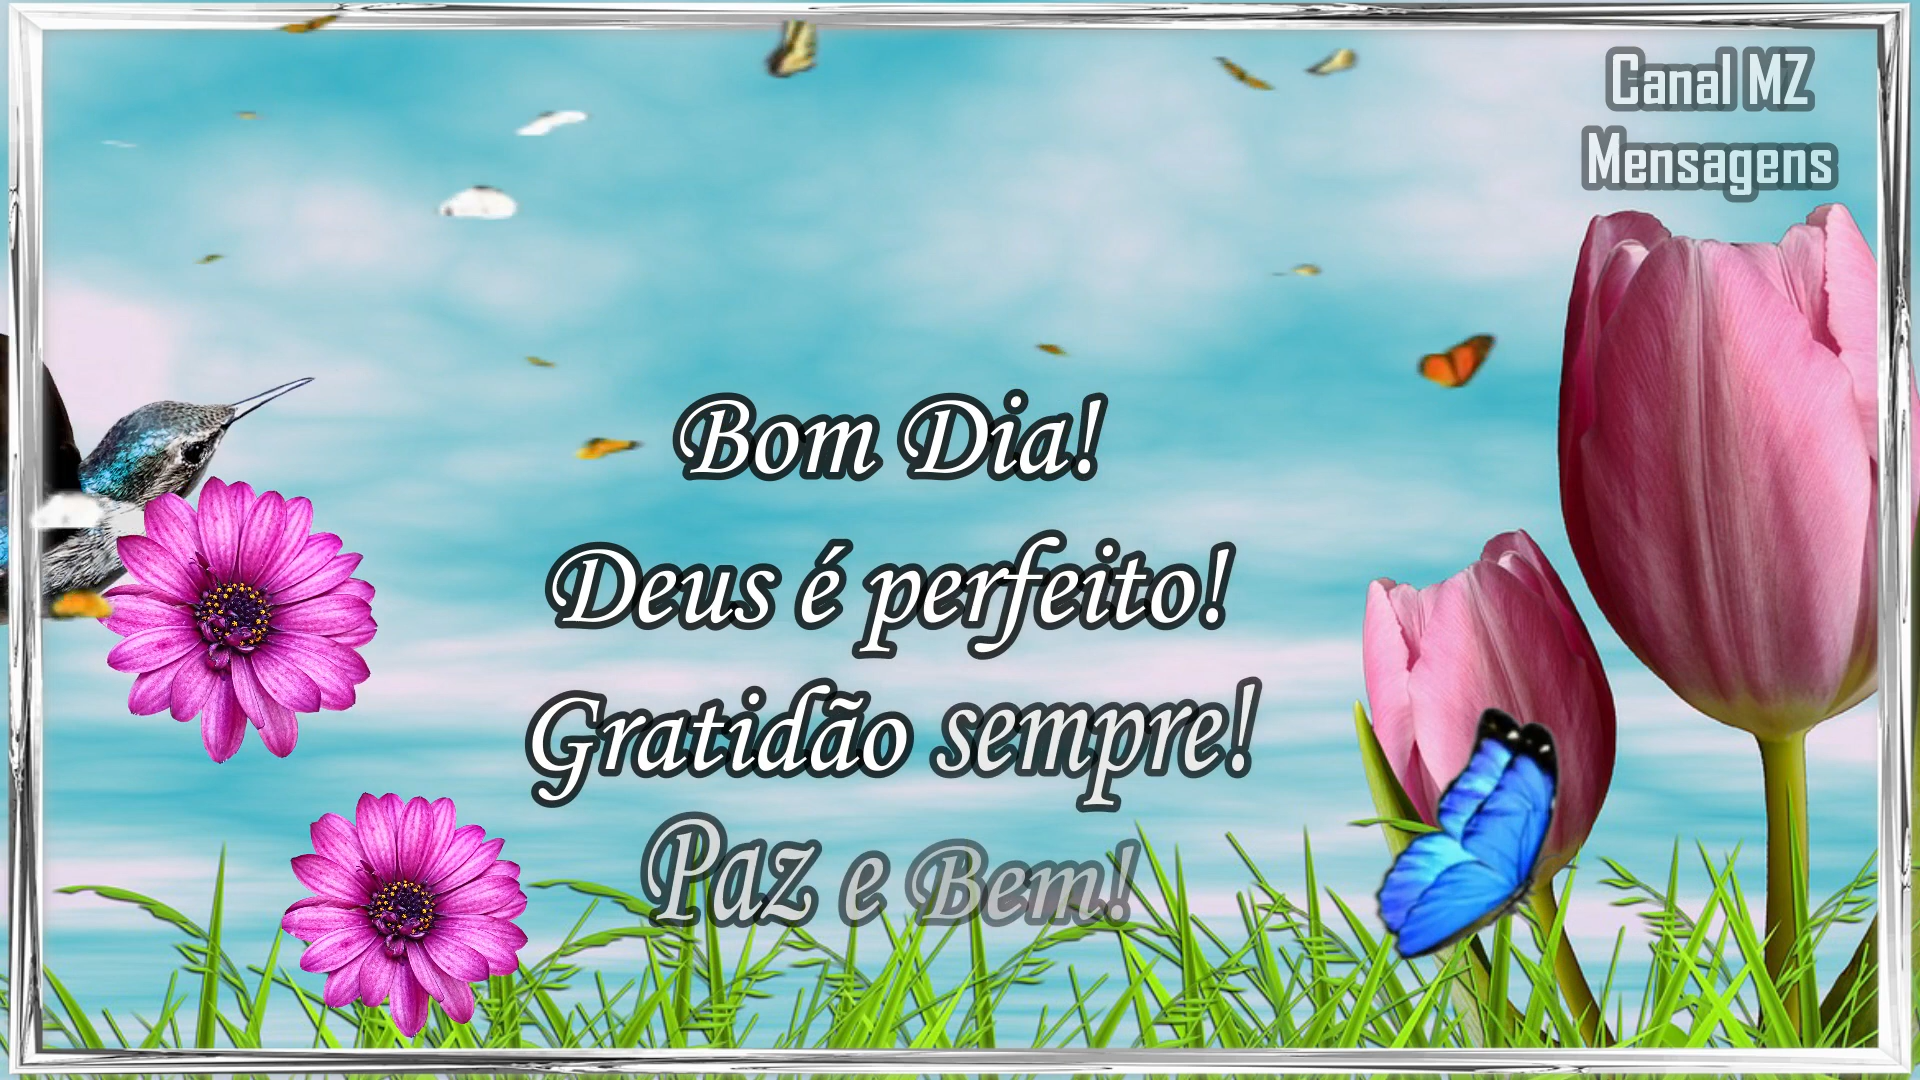 Canal MZ
Mensagens
Bom Dia!
Deus é perfeito!
Gratidão sempre!
Paz e Bem!